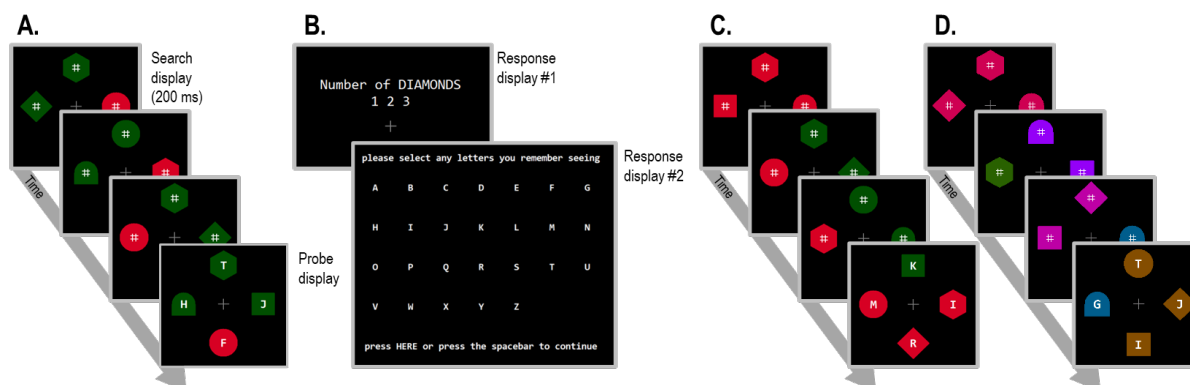 A.
B.
C.
D.
Search
display
(200 ms)
#
#
#
#
#
#
#
#
#
Time
T
H
J
F
Probe
display
Number of DIAMONDS
1 2 3
Response
display #1
please select any letters you remember seeing
A B C D E F G
H I J K L M N
O P Q R S T U
V W X Y Z
press HERE or press the spacebar to continue
Response
display #2
#
#
#
#
#
#
#
#
#
Time
K
M
I
R
#
#
#
#
#
#
#
#
#
Time
T
G
J
I